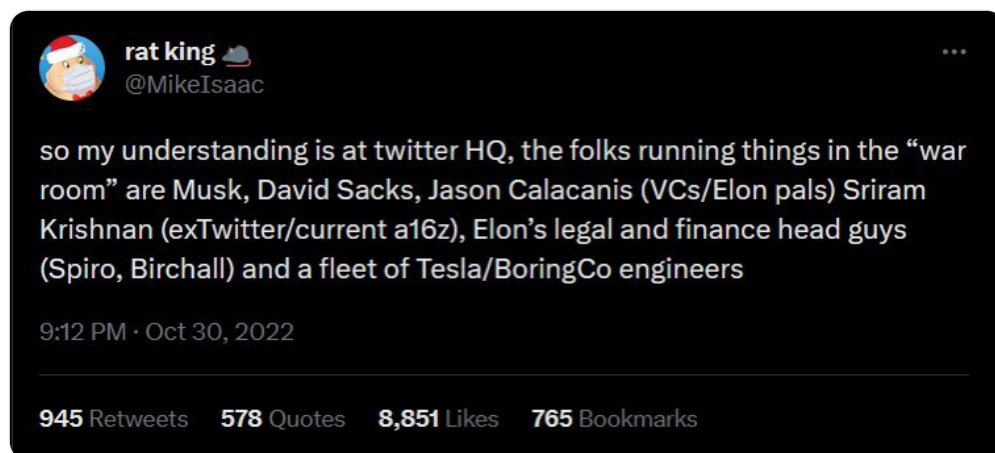 rat king 🐀
@MikeIsaac
so my understanding is at twitter HQ, the folks running things in the “war
room” are Musk, David Sacks, Jason Calacanis (VCs/Elon pals) Sriram
Krishnan (exTwitter/current a16z), Elon’s legal and finance head guys
(Spiro, Birchall) and a fleet of Tesla/BoringCo engineers
9:12 PM · Oct 30, 2022
945 Retweets 578 Quotes 8,851 Likes 765 Bookmarks